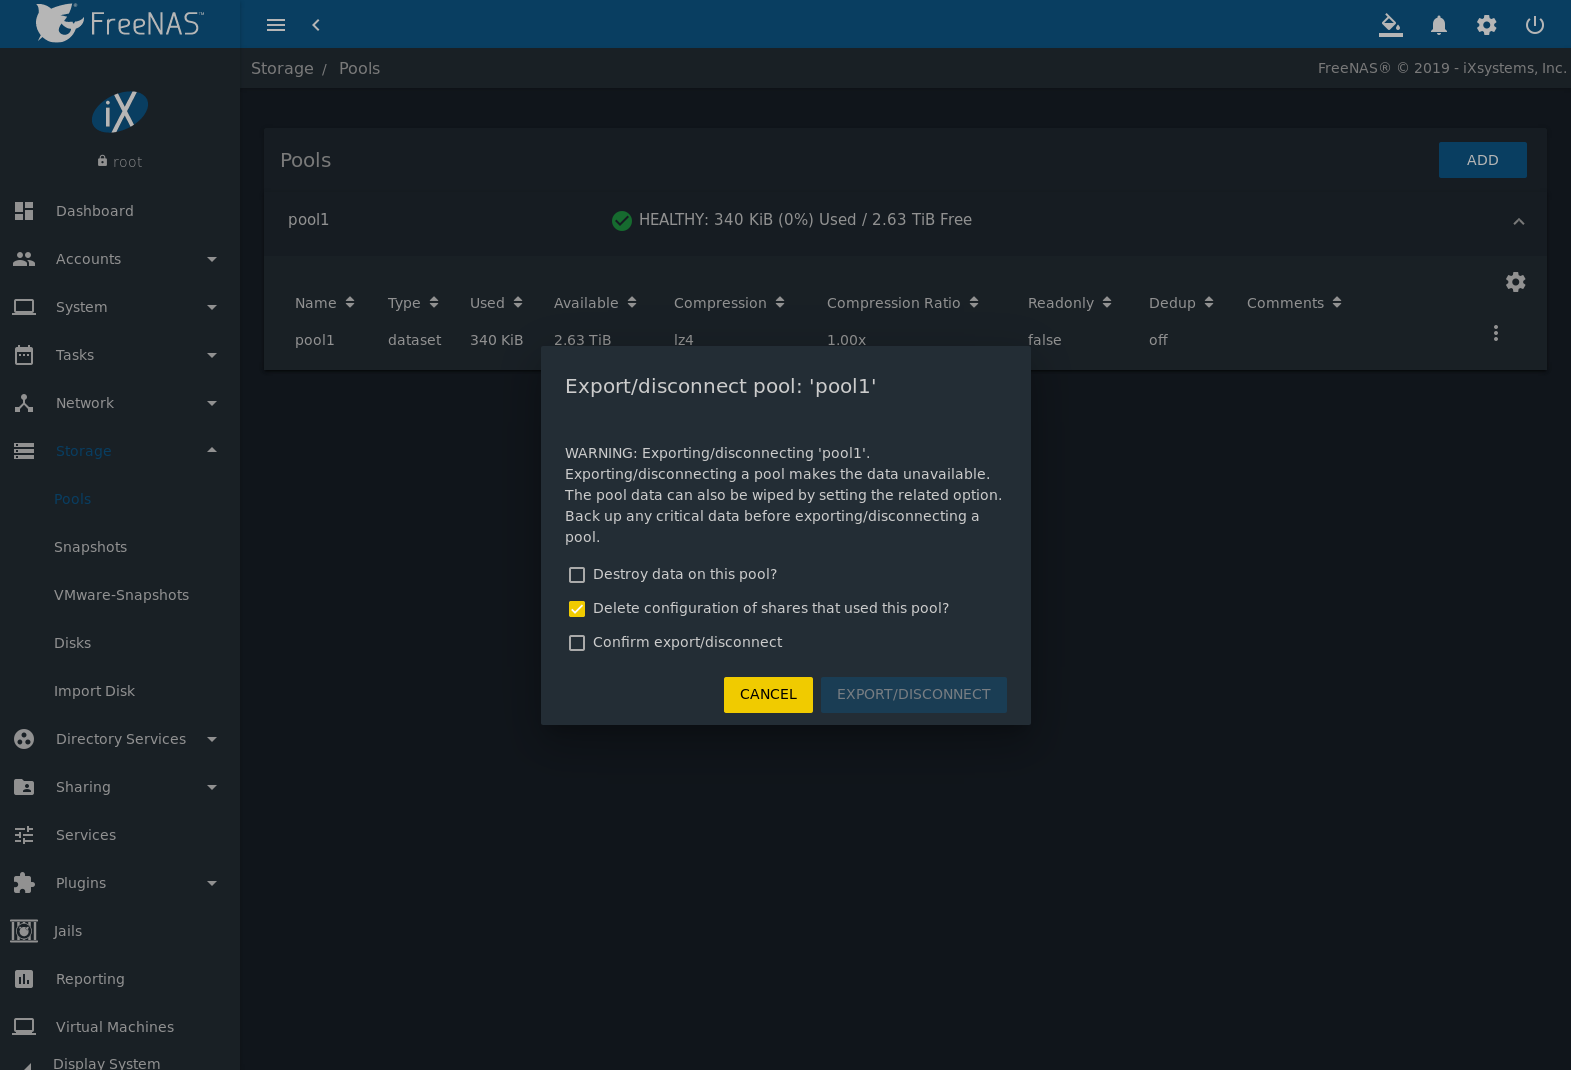 FreeNAS™
Storage / Pools
FreeNAS® © 2019 - iXsystems, Inc.
iX
root
Dashboard
Accounts
System
Tasks
Network
Storage
Pools
Snapshots
VMware-Snapshots
Disks
Import Disk
Directory Services
Sharing
Services
Plugins
Jails
Reporting
Virtual Machines
Display System
Pools
ADD
pool1 HEALTHY: 340 KiB (0%) Used / 2.63 TiB Free
Name Type Used Available Compression Compression Ratio Readonly Dedup Comments
pool1 dataset 340 KiB 2.63 TiB lz4 1.00x false off
Export/disconnect pool: 'pool1'
WARNING: Exporting/disconnecting 'pool1'.
Exporting/disconnecting a pool makes the data unavailable.
The pool data can also be wiped by setting the related option.
Back up any critical data before exporting/disconnecting a
pool.
Destroy data on this pool?
Delete configuration of shares that used this pool?
Confirm export/disconnect
CANCEL EXPORT/DISCONNECT